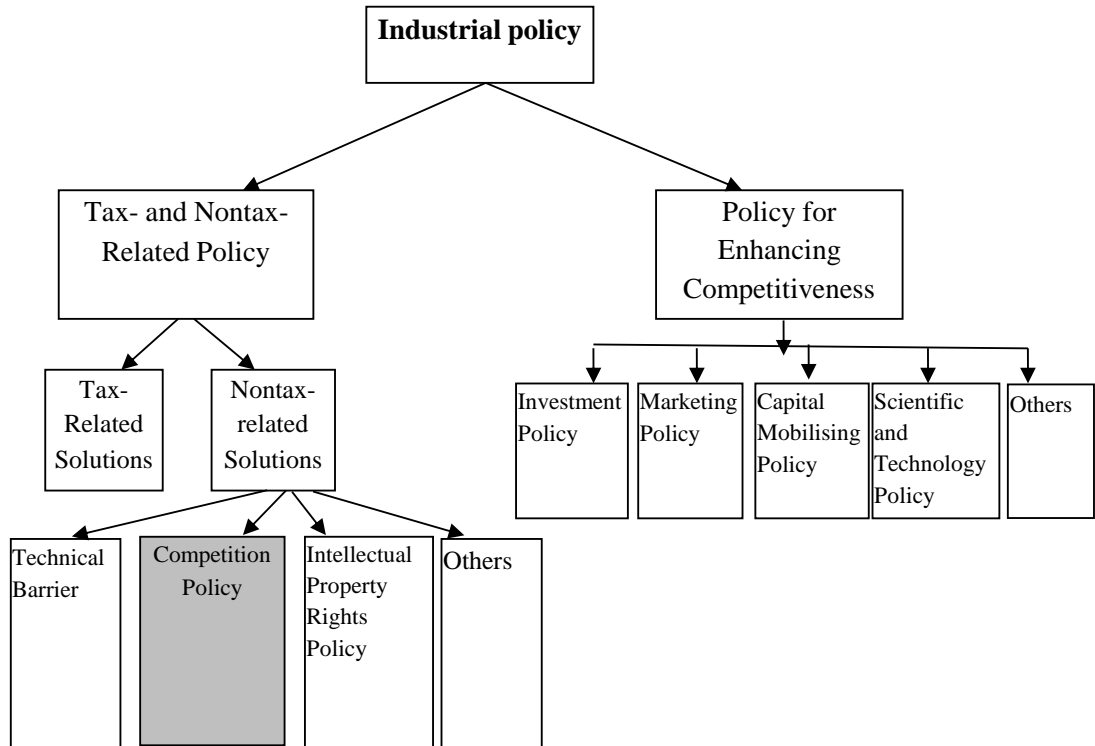 Industrial policy
Tax- and Nontax-
Related Policy
Policy for
Enhancing
Competitiveness
Tax-
Related
Solutions
Nontax-
related
Solutions
Investment
Policy
Marketing
Policy
Capital
Mobilising
Policy
Scientific
and
Technology
Policy
Others
Technical
Barrier
Competition
Policy
Intellectual
Property
Rights
Policy
Others